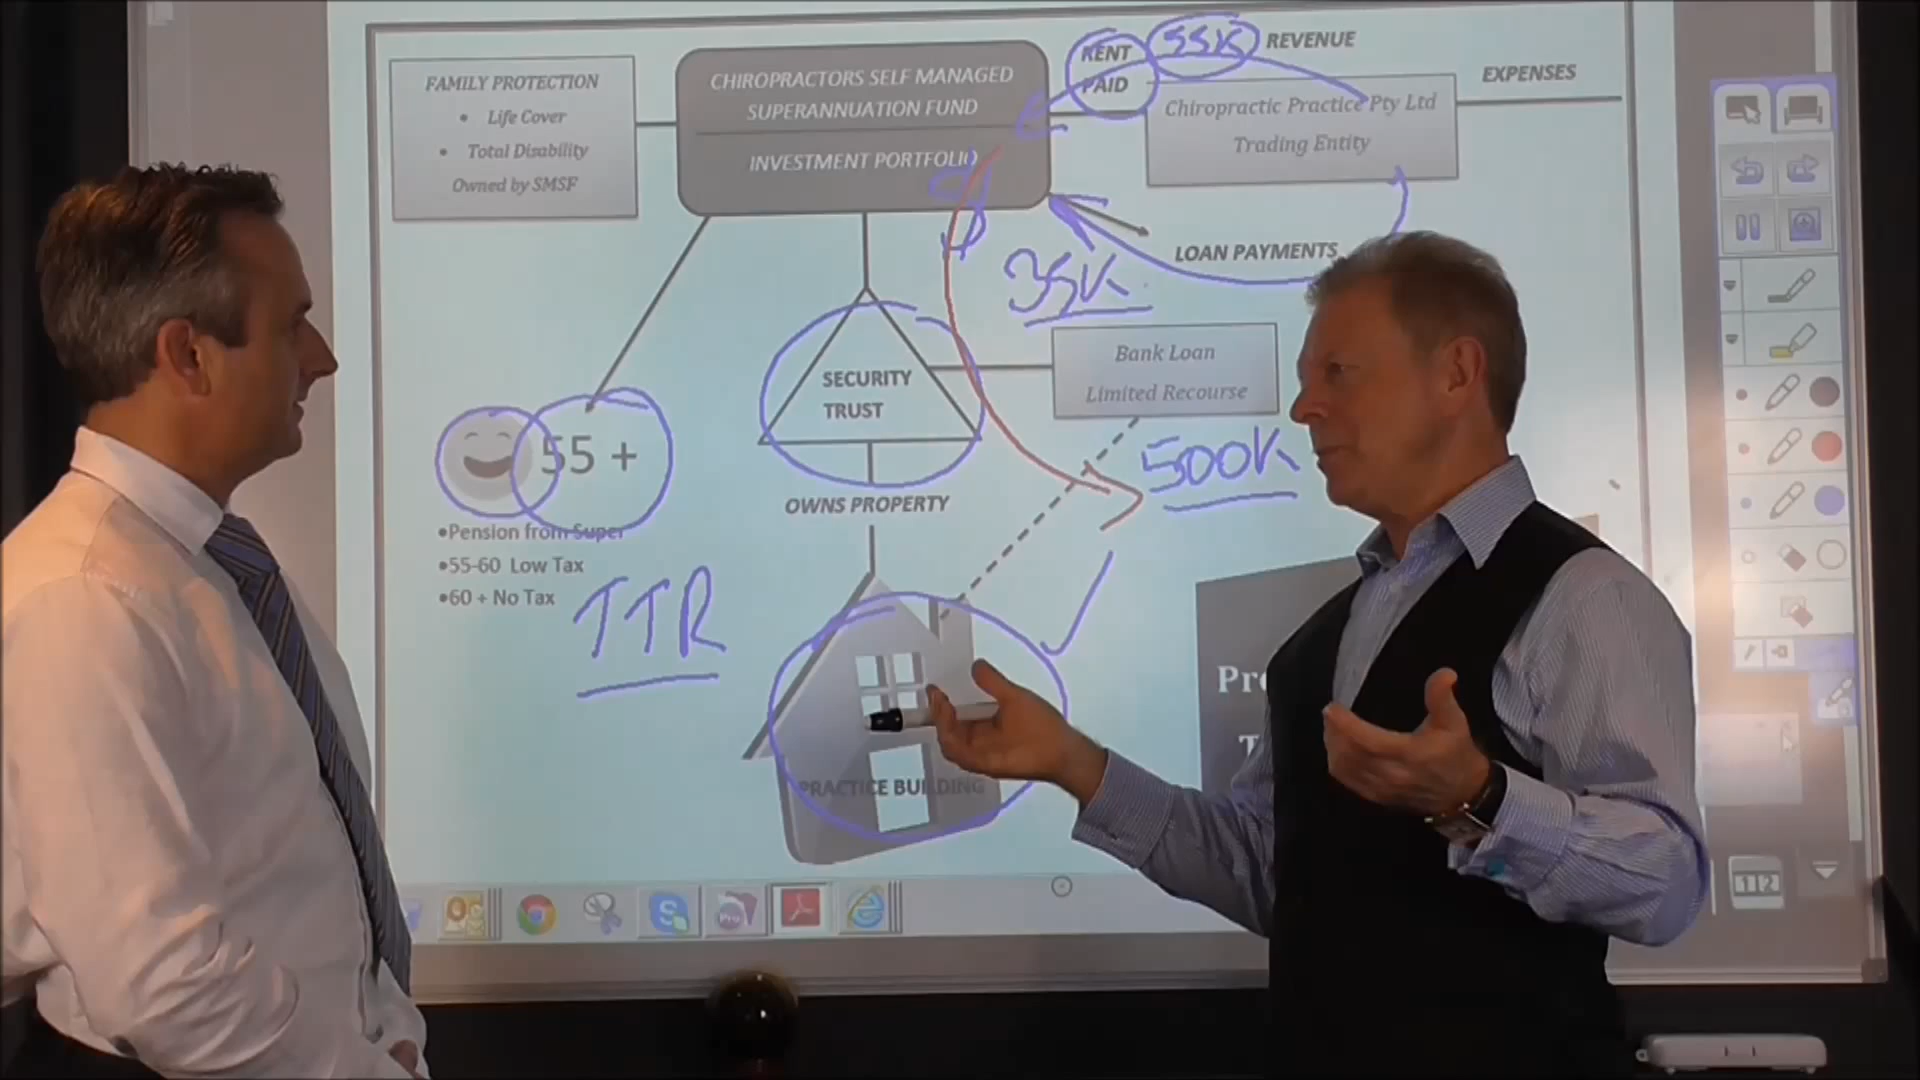 FAMILY PROTECTION
• Life Cover
• Total Disability
Owned by SMSF
CHIROPRACTORS SELF MANAGED
SUPERANNUATION FUND
INVESTMENT PORTFOLIO
RENT
PAID
55K
REVENUE
EXPENSES
Chiropractic Practice Pty Ltd
Trading Entity
LOAN PAYMENTS
35K
$
SECURITY
TRUST
Bank Loan
Limited Recourse
500K
55 +
•Pension from Super
•55-60 Low Tax
•60 + No Tax
TTR
OWNS PROPERTY
PRACTICE BUILDING
Pro